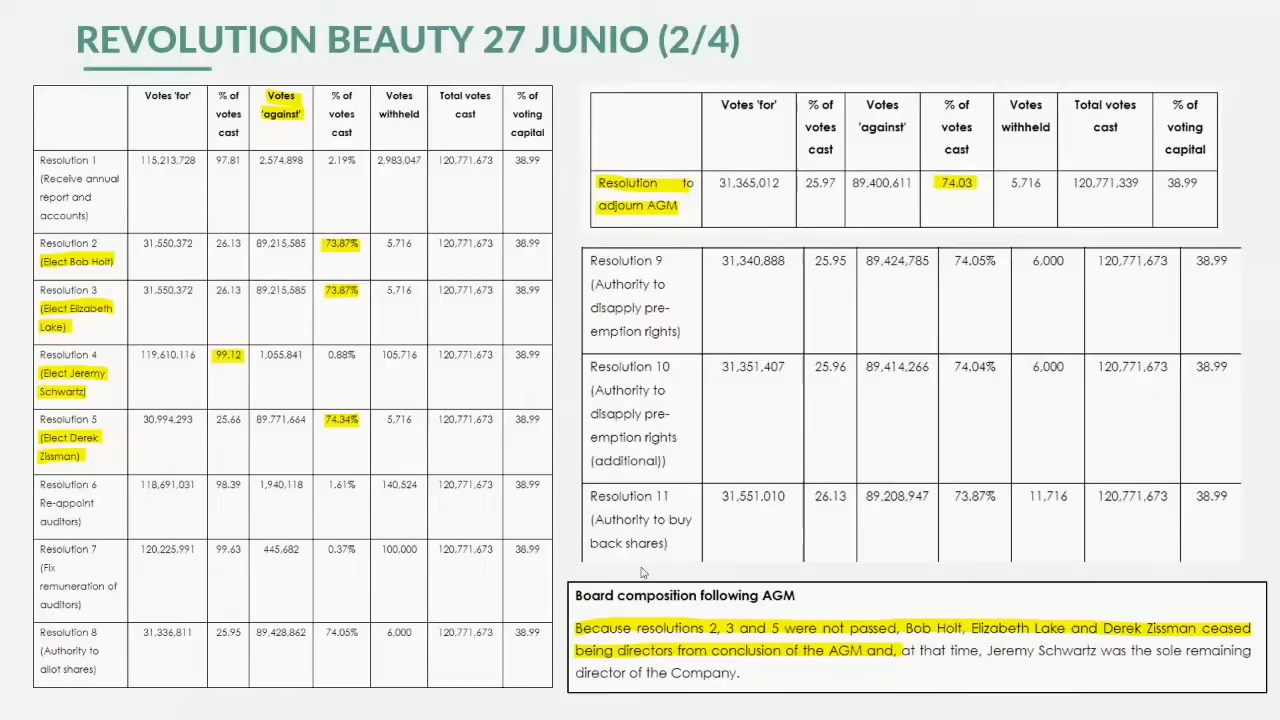 REVOLUTION BEAUTY 27 JUNIO (2/4)
Votes 'for' % of votes cast Votes 'against' % of votes cast Votes withheld Total votes cast % of voting capital
Resolution 1 115,213,728 97.81 2,574,898 2.19% 2,983,047 120,771,673 38.99
(Receive annual
report and
accounts)
Resolution 2 31,550,372 26.13 89,215,585 73.87% 5,716 120,771,673 38.99
(Elect Bob Holt)
Resolution 3 31,550,372 26.13 89,215,585 73.87% 5,716 120,771,673 38.99
(Elect Elizabeth
Lake)
Resolution 4 119,610,116 99.12 1,055,841 0.88% 105,716 120,771,673 38.99
(Elect Jeremy
Schwartz)
Resolution 5 30,994,293 25.66 89,771,664 74.34% 5,716 120,771,673 38.99
(Elect Derek
Zissman)
Resolution 6 118,691,031 98.39 1,940,118 1.61% 140,524 120,771,673 38.99
Re-appoint
auditors)
Resolution 7 120,225,991 99.63 445,682 0.37% 100,000 120,771,673 38.99
(Fix
remuneration of
auditors)
Resolution 8 31,336,811 25.95 89,428,862 74.05% 6,000 120,771,673 38.99
(Authority to
allot shares)
Votes 'for' % of votes cast Votes 'against' % of votes cast Votes withheld Total votes cast % of voting capital
Resolution to 31,365,012 25.97 89,400,611 74.03 5,716 120,771,339 38.99
adjourn AGM
Resolution 9 31,340,888 25.95 89,424,785 74.05% 6,000 120,771,673 38.99
(Authority to
disapply pre-
emption rights)
Resolution 10 31,351,407 25.96 89,414,266 74.04% 6,000 120,771,673 38.99
(Authority to
disapply pre-
emption rights
(additional))
Resolution 11 31,551,010 26.13 89,208,947 73.87% 11,716 120,771,673 38.99
(Authority to buy
back shares)
Board composition following AGM
Because resolutions 2, 3 and 5 were not passed, Bob Holt, Elizabeth Lake and Derek Zissman ceased
being directors from conclusion of the AGM and, at that time, Jeremy Schwartz was the sole remaining
director of the Company.